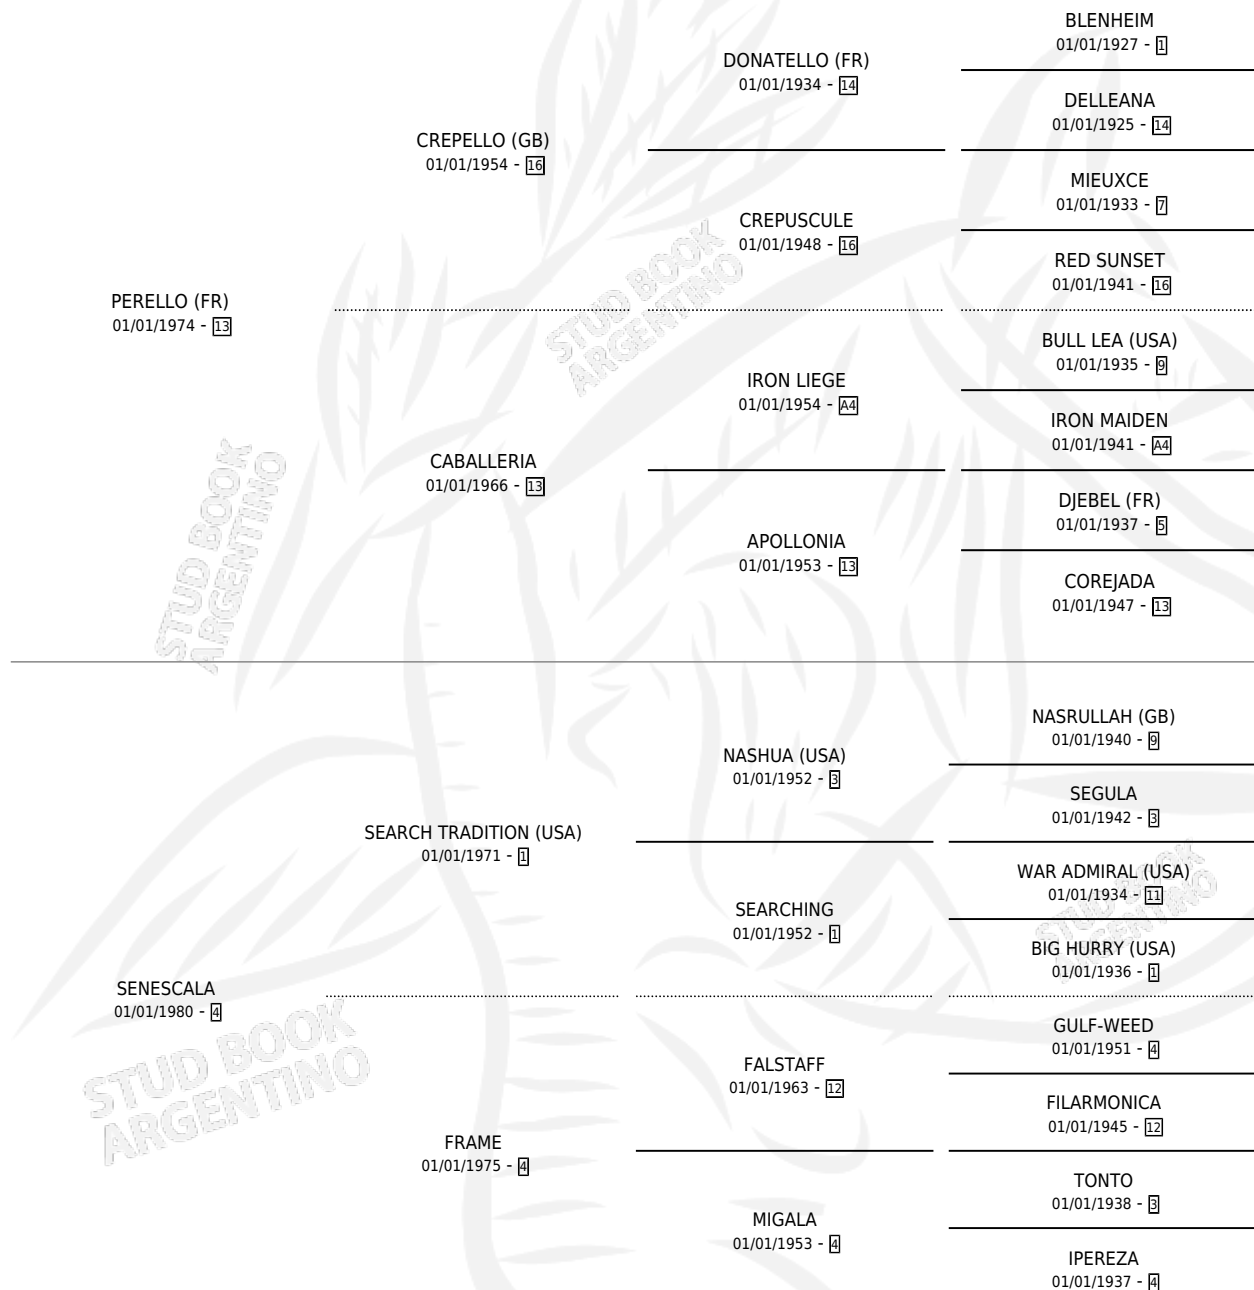 BLENHEIM
01/01/1927 - 1
DONATELLO (FR)
01/01/1934 - 14
DELLEANA
01/01/1925 - 14
CREPELLO (GB)
01/01/1954 - 16
MIEUXCE
01/01/1933 - 7
CREPUSCULE
01/01/1948 - 16
RED SUNSET
01/01/1941 - 16
PERELLO (FR)
01/01/1974 - 13
STUD BOOK
ARGENTINO
BULL LEA (USA)
01/01/1935 - 9
IRON LIEGE
01/01/1954 - A4
IRON MAIDEN
01/01/1941 - A4
CABALLERIA
01/01/1966 - 13
DJEBEL (FR)
01/01/1937 - 5
APOLLONIA
01/01/1953 - 13
COREJADA
01/01/1947 - 13
STUD BOOK
ARGENTINO
NASRULLAH (GB)
01/01/1940 - 9
NASHUA (USA)
01/01/1952 - 3
SEGULA
01/01/1942 - 3
SEARCH TRADITION (USA)
01/01/1971 - 1
WAR ADMIRAL (USA)
01/01/1934 - 11
SEARCHING
01/01/1952 - 1
STUD BOOK
ARGENTINO
BIG HURRY (USA)
01/01/1936 - 1
SENESCALA
01/01/1980 - 4
STUD BOOK
ARGENTINO
GULF-WEED
01/01/1951 - 4
FALSTAFF
01/01/1963 - 12
FILARMONICA
01/01/1945 - 12
FRAME
01/01/1975 - 4
TONTO
01/01/1938 - 3
MIGALA
01/01/1953 - 4
IPEREZA
01/01/1937 - 4